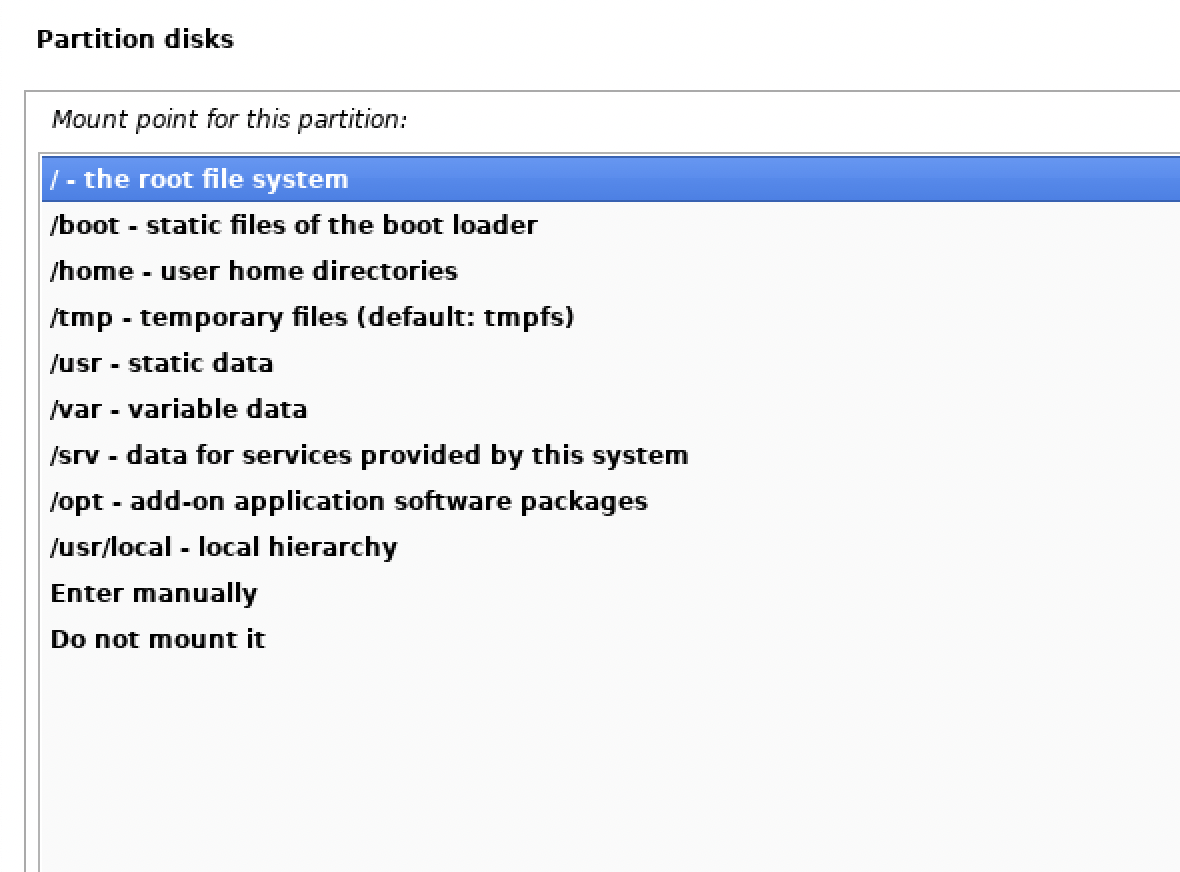 Partition disks
Mount point for this partition:
/ - the root file system
/boot - static files of the boot loader
/home - user home directories
/tmp - temporary files (default: tmpfs)
/usr - static data
/var - variable data
/srv - data for services provided by this system
/opt - add-on application software packages
/usr/local - local hierarchy
Enter manually
Do not mount it